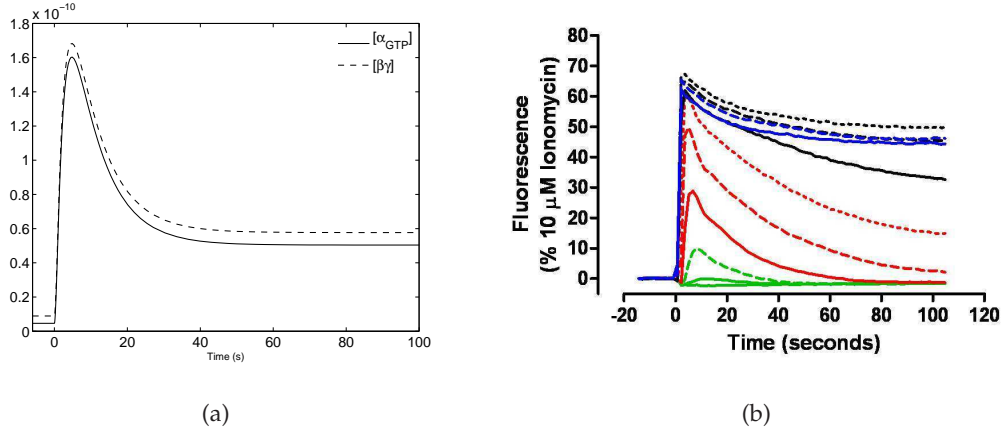 1.8 x 10⁻¹⁰
1.6
1.4
1.2
0.10
0.8
0.6
0.4
0.2
0
0 20 40 60 80 100
Time (s)
[α_GTP]
[βγ]
(a)
80
70
60
50
40
30
20
10
0
-20 0 20 40 60 80 100 120
Fluorescence
(% 10 μM Ionomycin)
Time (seconds)
(b)